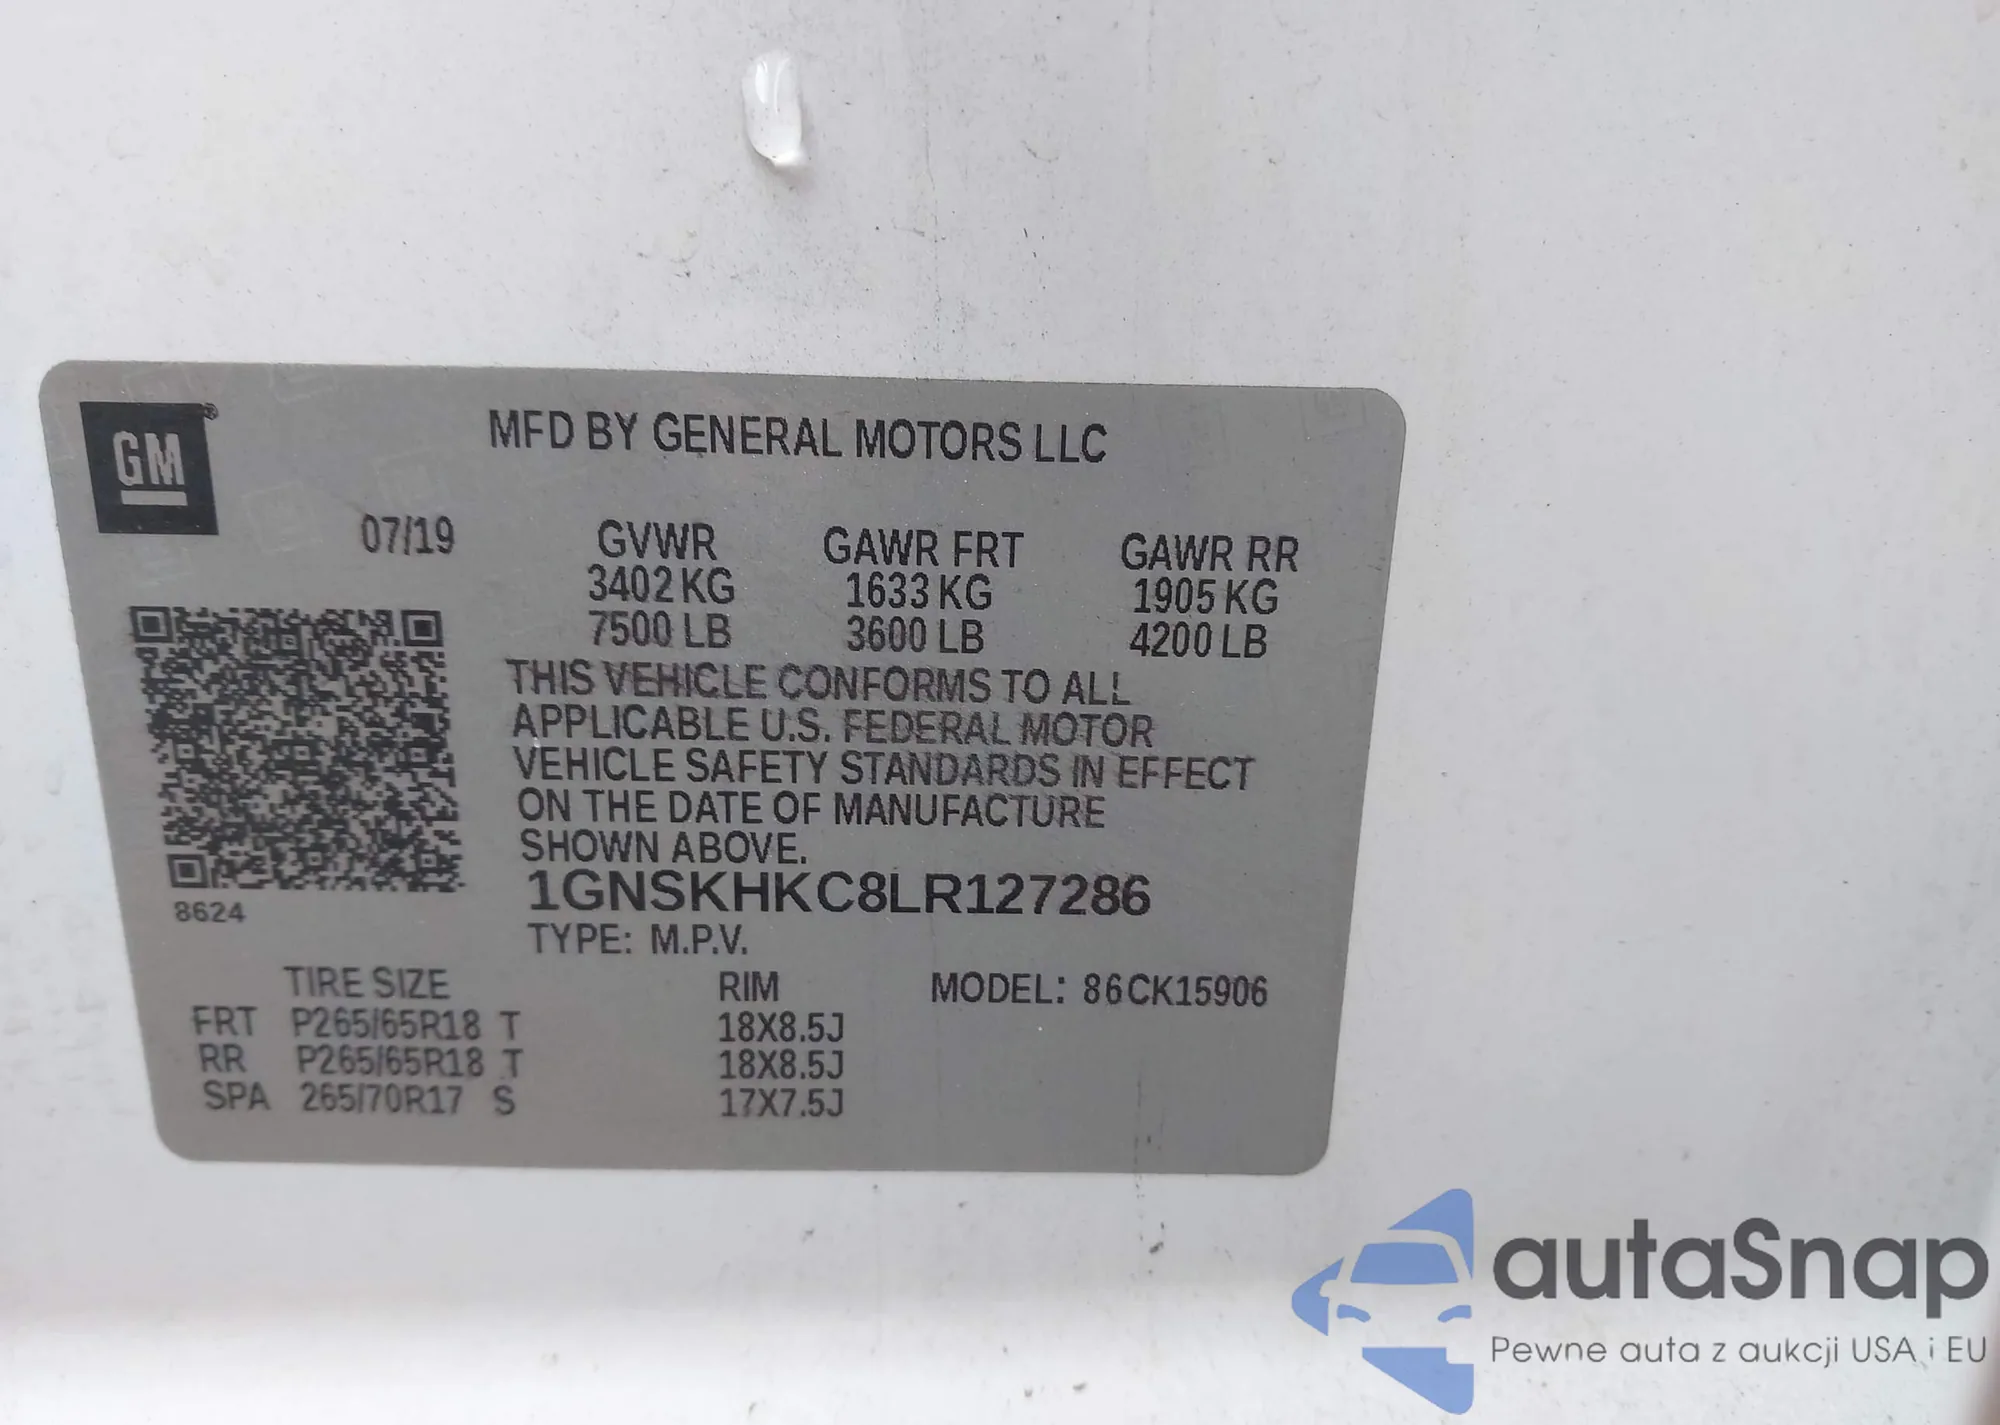 GM®
MFD BY GENERAL MOTORS LLC
07/19 GVWR GAWR FRT GAWR RR
3402 KG 1633 KG 1905 KG
7500 LB 3600 LB 4200 LB
THIS VEHICLE CONFORMS TO ALL
APPLICABLE U.S. FEDERAL MOTOR
VEHICLE SAFETY STANDARDS IN EFFECT
ON THE DATE OF MANUFACTURE
SHOWN ABOVE.
1GNSKHKC8LR127286
8624
TYPE: M.P.V.
TIRE SIZE RIM MODEL: 86CK15906
FRT P265/65R18 T 18X8.5J
RR P265/65R18 T 18X8.5J
SPA 265/70R17 S 17X7.5J
autaSnap
Pewne auta z aukcji USA i EU